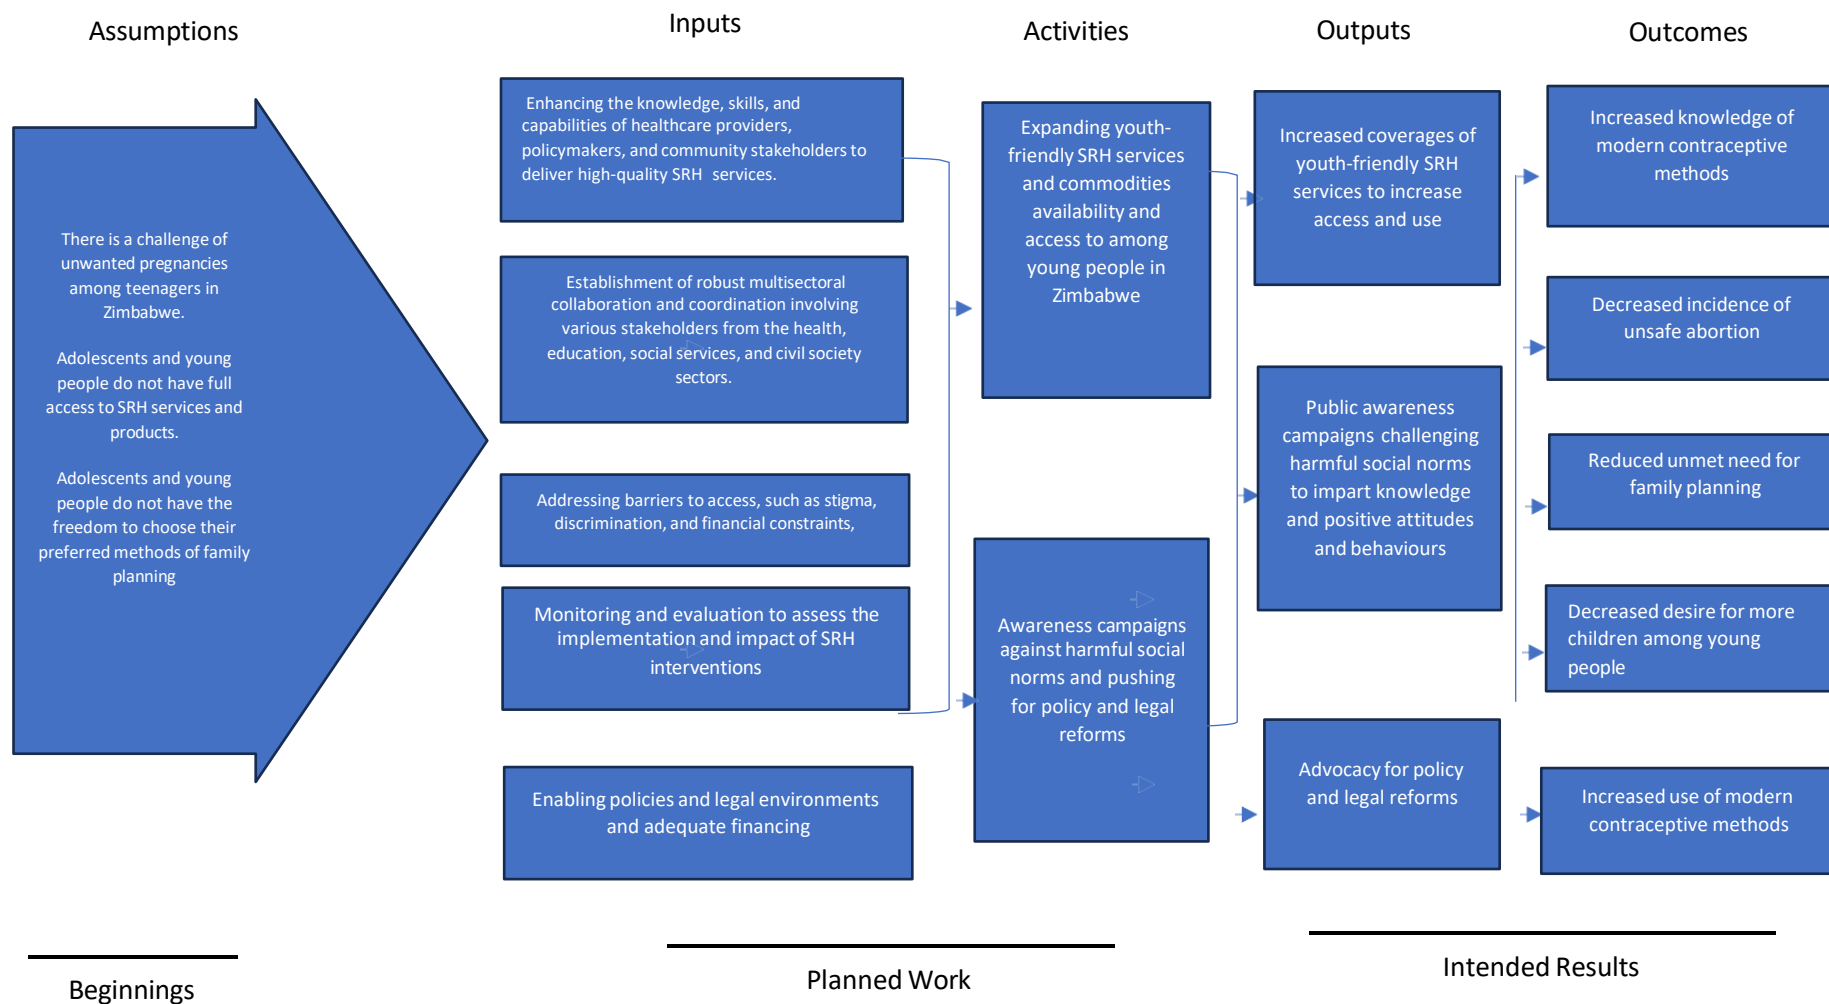 Assumptions
Inputs
Activities
Outputs
Outcomes
There is a challenge of
unwanted pregnancies
among teenagers in
Zimbabwe.
Adolescents and young
people do not have full
access to SRH services and
products.
Adolescents and young
people do not have the
freedom to choose their
preferred methods of family
planning
Enhancing the knowledge, skills, and
capabilities of healthcare providers,
policymakers, and community stakeholders to
deliver high-quality SRH services.
Establishment of robust multisectoral
collaboration and coordination involving
various stakeholders from the health,
education, social services, and civil society
sectors.
Addressing barriers to access, such as stigma,
discrimination, and financial constraints,
Monitoring and evaluation to assess the
implementation and impact of SRH
interventions
Enabling policies and legal environments
and adequate financing
Expanding youth-
friendly SRH services
and commodities
availability and
access to among
young people in
Zimbabwe
Awareness campaigns
against harmful social
norms and pushing
for policy and legal
reforms
Increased coverages of
youth-friendly SRH
services to increase
access and use
Public awareness
campaigns challenging
harmful social norms
to impart knowledge
and positive attitudes
and behaviours
Advocacy for policy
and legal reforms
Increased knowledge of
modern contraceptive
methods
Decreased incidence of
unsafe abortion
Reduced unmet need for
family planning
Decreased desire for more
children among young
people
Increased use of modern
contraceptive methods
Beginnings
Planned Work
Intended Results